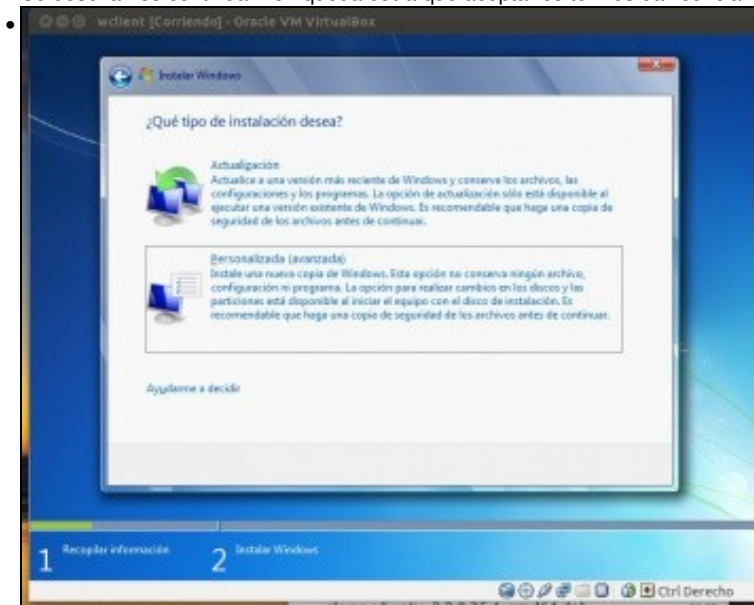 wclient [Corriendo] - Oracle VM VirtualBox
Instalar Windows
¿Qué tipo de instalación desea?
Actualización
Actualice a una versión más reciente de Windows y conserve los archivos, las
configuraciones y los programas. La opción de actualización sólo está disponible al
ejecutar una versión existente de Windows. Es recomendable que haga una copia de
seguridad de los archivos antes de continuar.
Personalizada (avanzada)
Instale una nueva copia de Windows. Esta opción no conserva ningún archivo,
configuración ni programa. La opción para realizar cambios en los discos y las
particiones está disponible al iniciar el equipo con el disco de instalación. Es
recomendable que haga una copia de seguridad de los archivos antes de continuar.
Ayudarme a decidir
1 Recopilar información
2 Instalar Windows
Ctrl Derecho